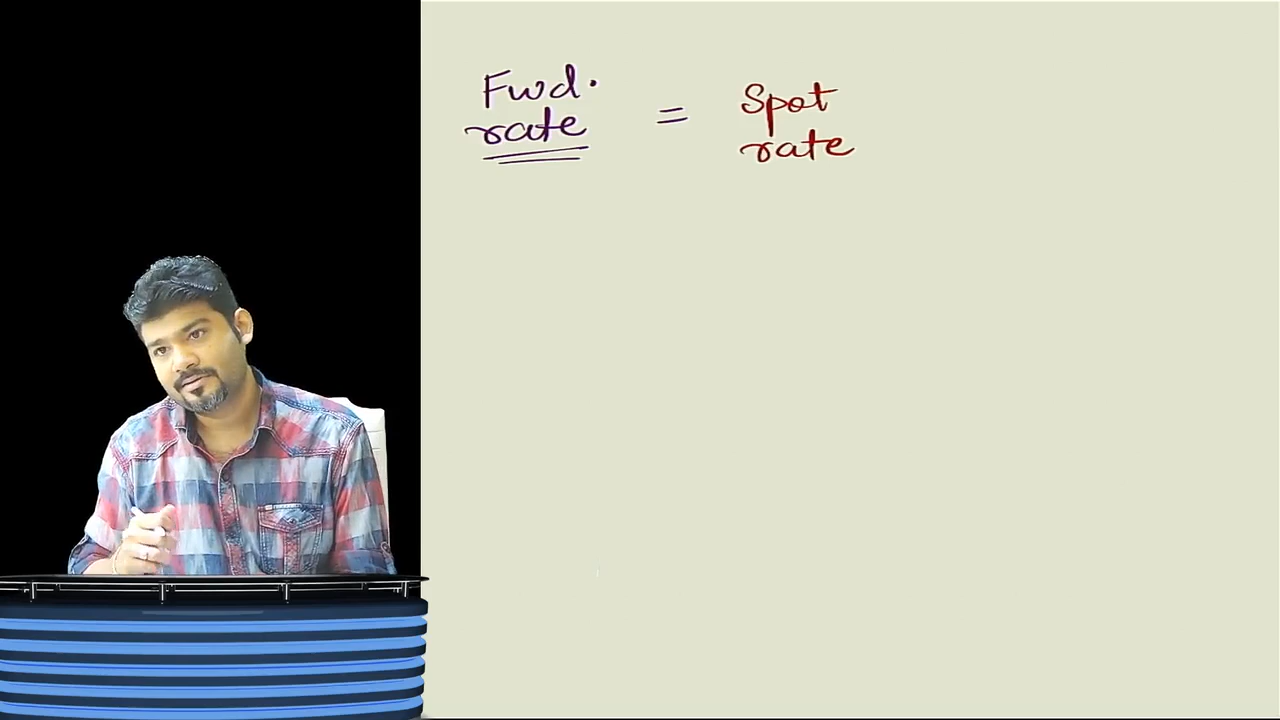 Fwd. = Spot
rate rate